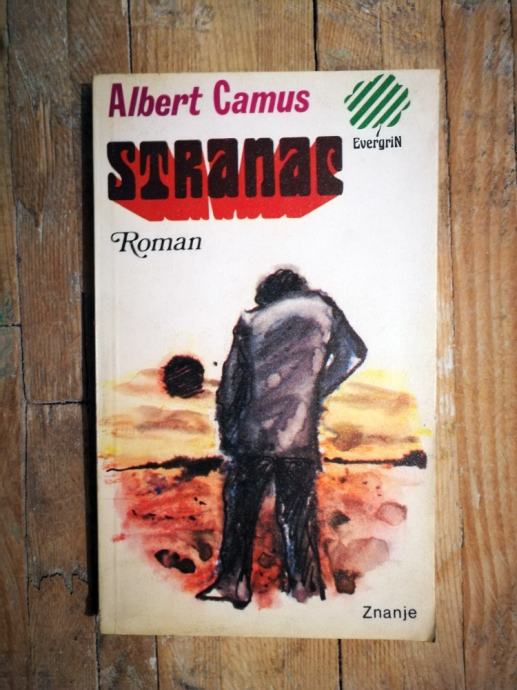 Albert Camus
EvergriN
STRANAC
Roman
Znanje